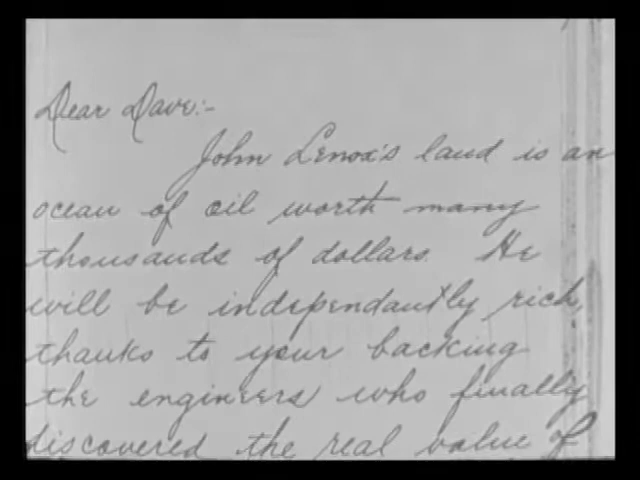 Dear Dave:-
John Lenox's land is an
ocean of oil worth many
thousands of dollars. He
will be independantly rich,
thanks to your backing
the engineers who finally
discovered the real value of